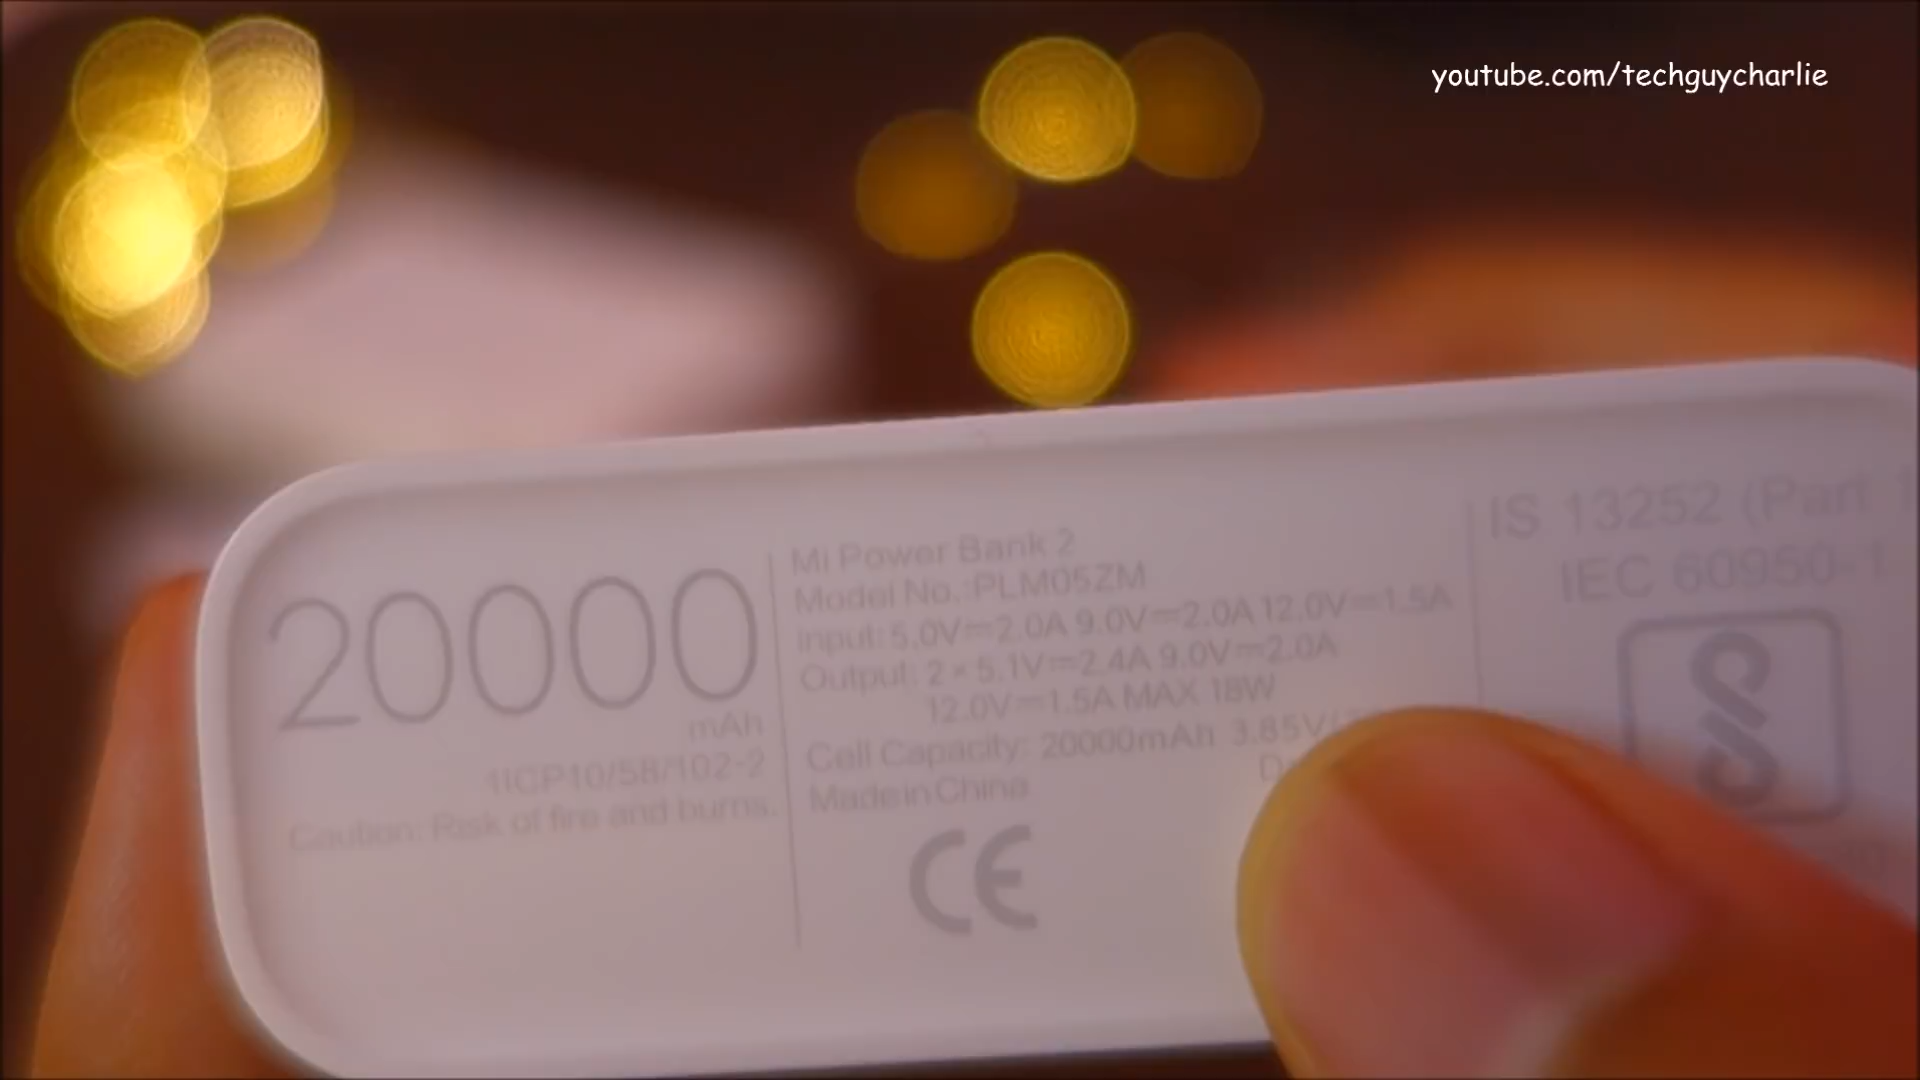 youtube.com/techguycharlie
20000
mAh
1ICP10/58/102-2
Caution: Risk of fire and burns.
Mi Power Bank 2
Model No.:PLM05ZM
Input: 5.0V⎓2.0A 9.0V⎓2.0A 12.0V⎓1.5A
Output: 2×5.1V⎓2.4A 9.0V⎓2.0A
12.0V⎓1.5A MAX 18W
Cell Capacity: 20000mAh 3.85V
Made in China
CE
IS 13252 (Part 1
IEC 60950-1